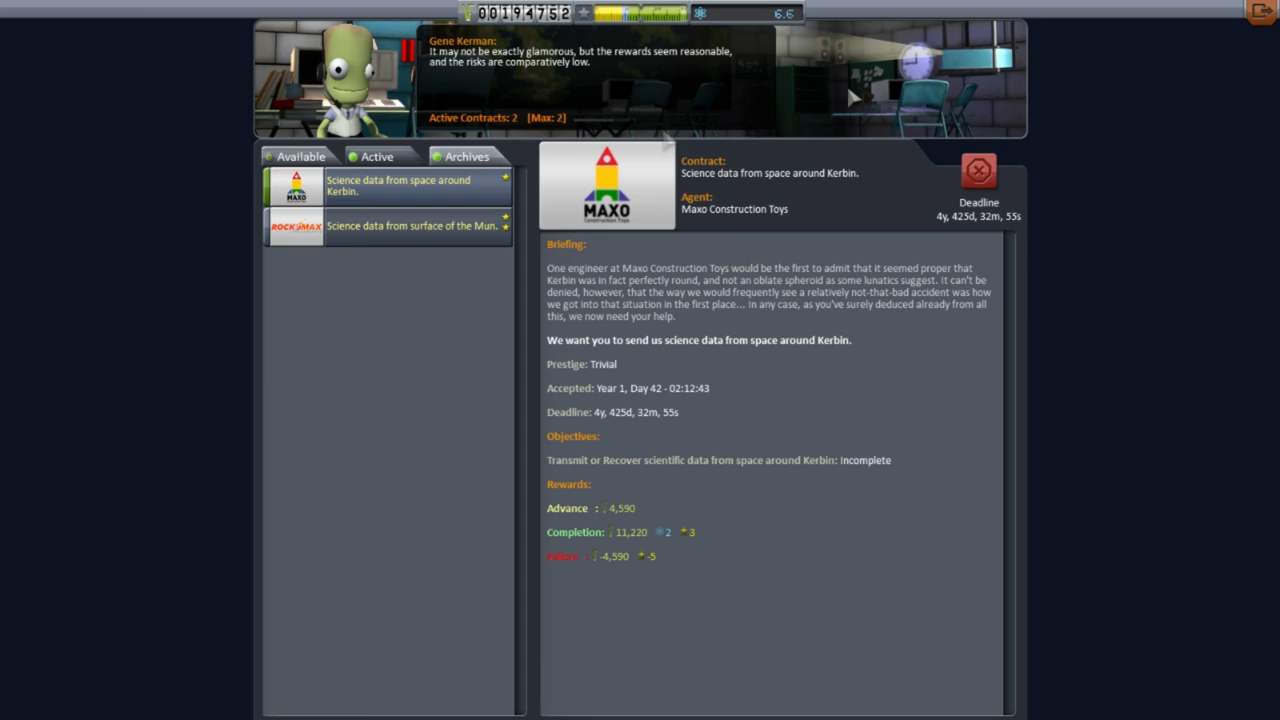 00194752
6.6
Gene Kerman:
It may not be exactly glamorous, but the rewards seem reasonable,
and the risks are comparatively low.
Active Contracts: 2 [Max: 2]
Available
Active
Archives
MAXO
Science data from space around
Kerbin.
ROCKOMAX
Science data from surface of the Mun.
MAXO
Construction Toys
Contract:
Science data from space around Kerbin.
Agent:
Maxo Construction Toys
Deadline
4y, 425d, 32m, 55s
Briefing:
One engineer at Maxo Construction Toys would be the first to admit that it seemed proper that
Kerbin was in fact perfectly round, and not an oblate spheroid as some lunatics suggest. It can't be
denied, however, that the way we would frequently see a relatively not-that-bad accident was how
we got into that situation in the first place... In any case, as you've surely deduced already from all
this, we now need your help.
We want you to send us science data from space around Kerbin.
Prestige: Trivial
Accepted: Year 1, Day 42 - 02:12:43
Deadline: 4y, 425d, 32m, 55s
Objectives:
Transmit or Recover scientific data from space around Kerbin: Incomplete
Rewards:
Advance : 4,590
Completion: 11,220 2 3
Failure : -4,590 -5